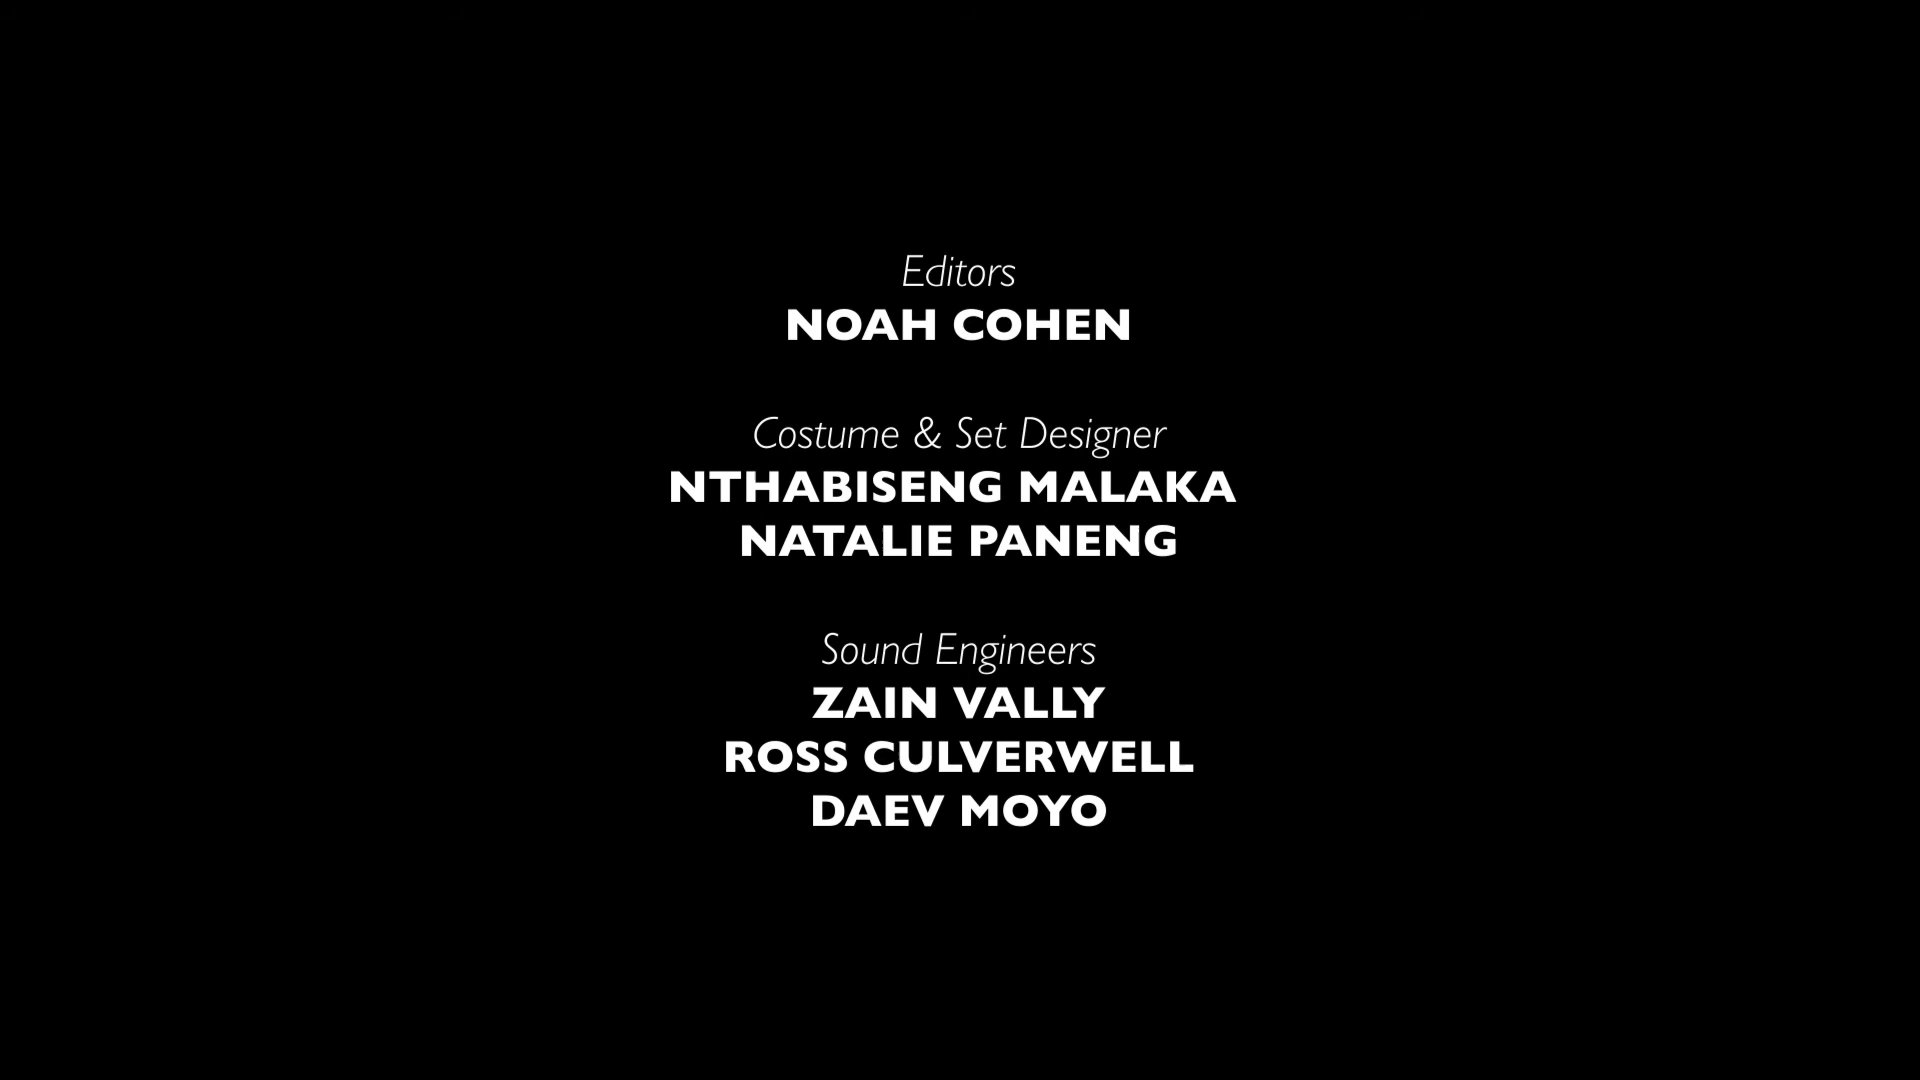 Editors
NOAH COHEN
Costume & Set Designer
NTHABISENG MALAKA
NATALIE PANENG
Sound Engineers
ZAIN VALLY
ROSS CULVERWELL
DAEV MOYO